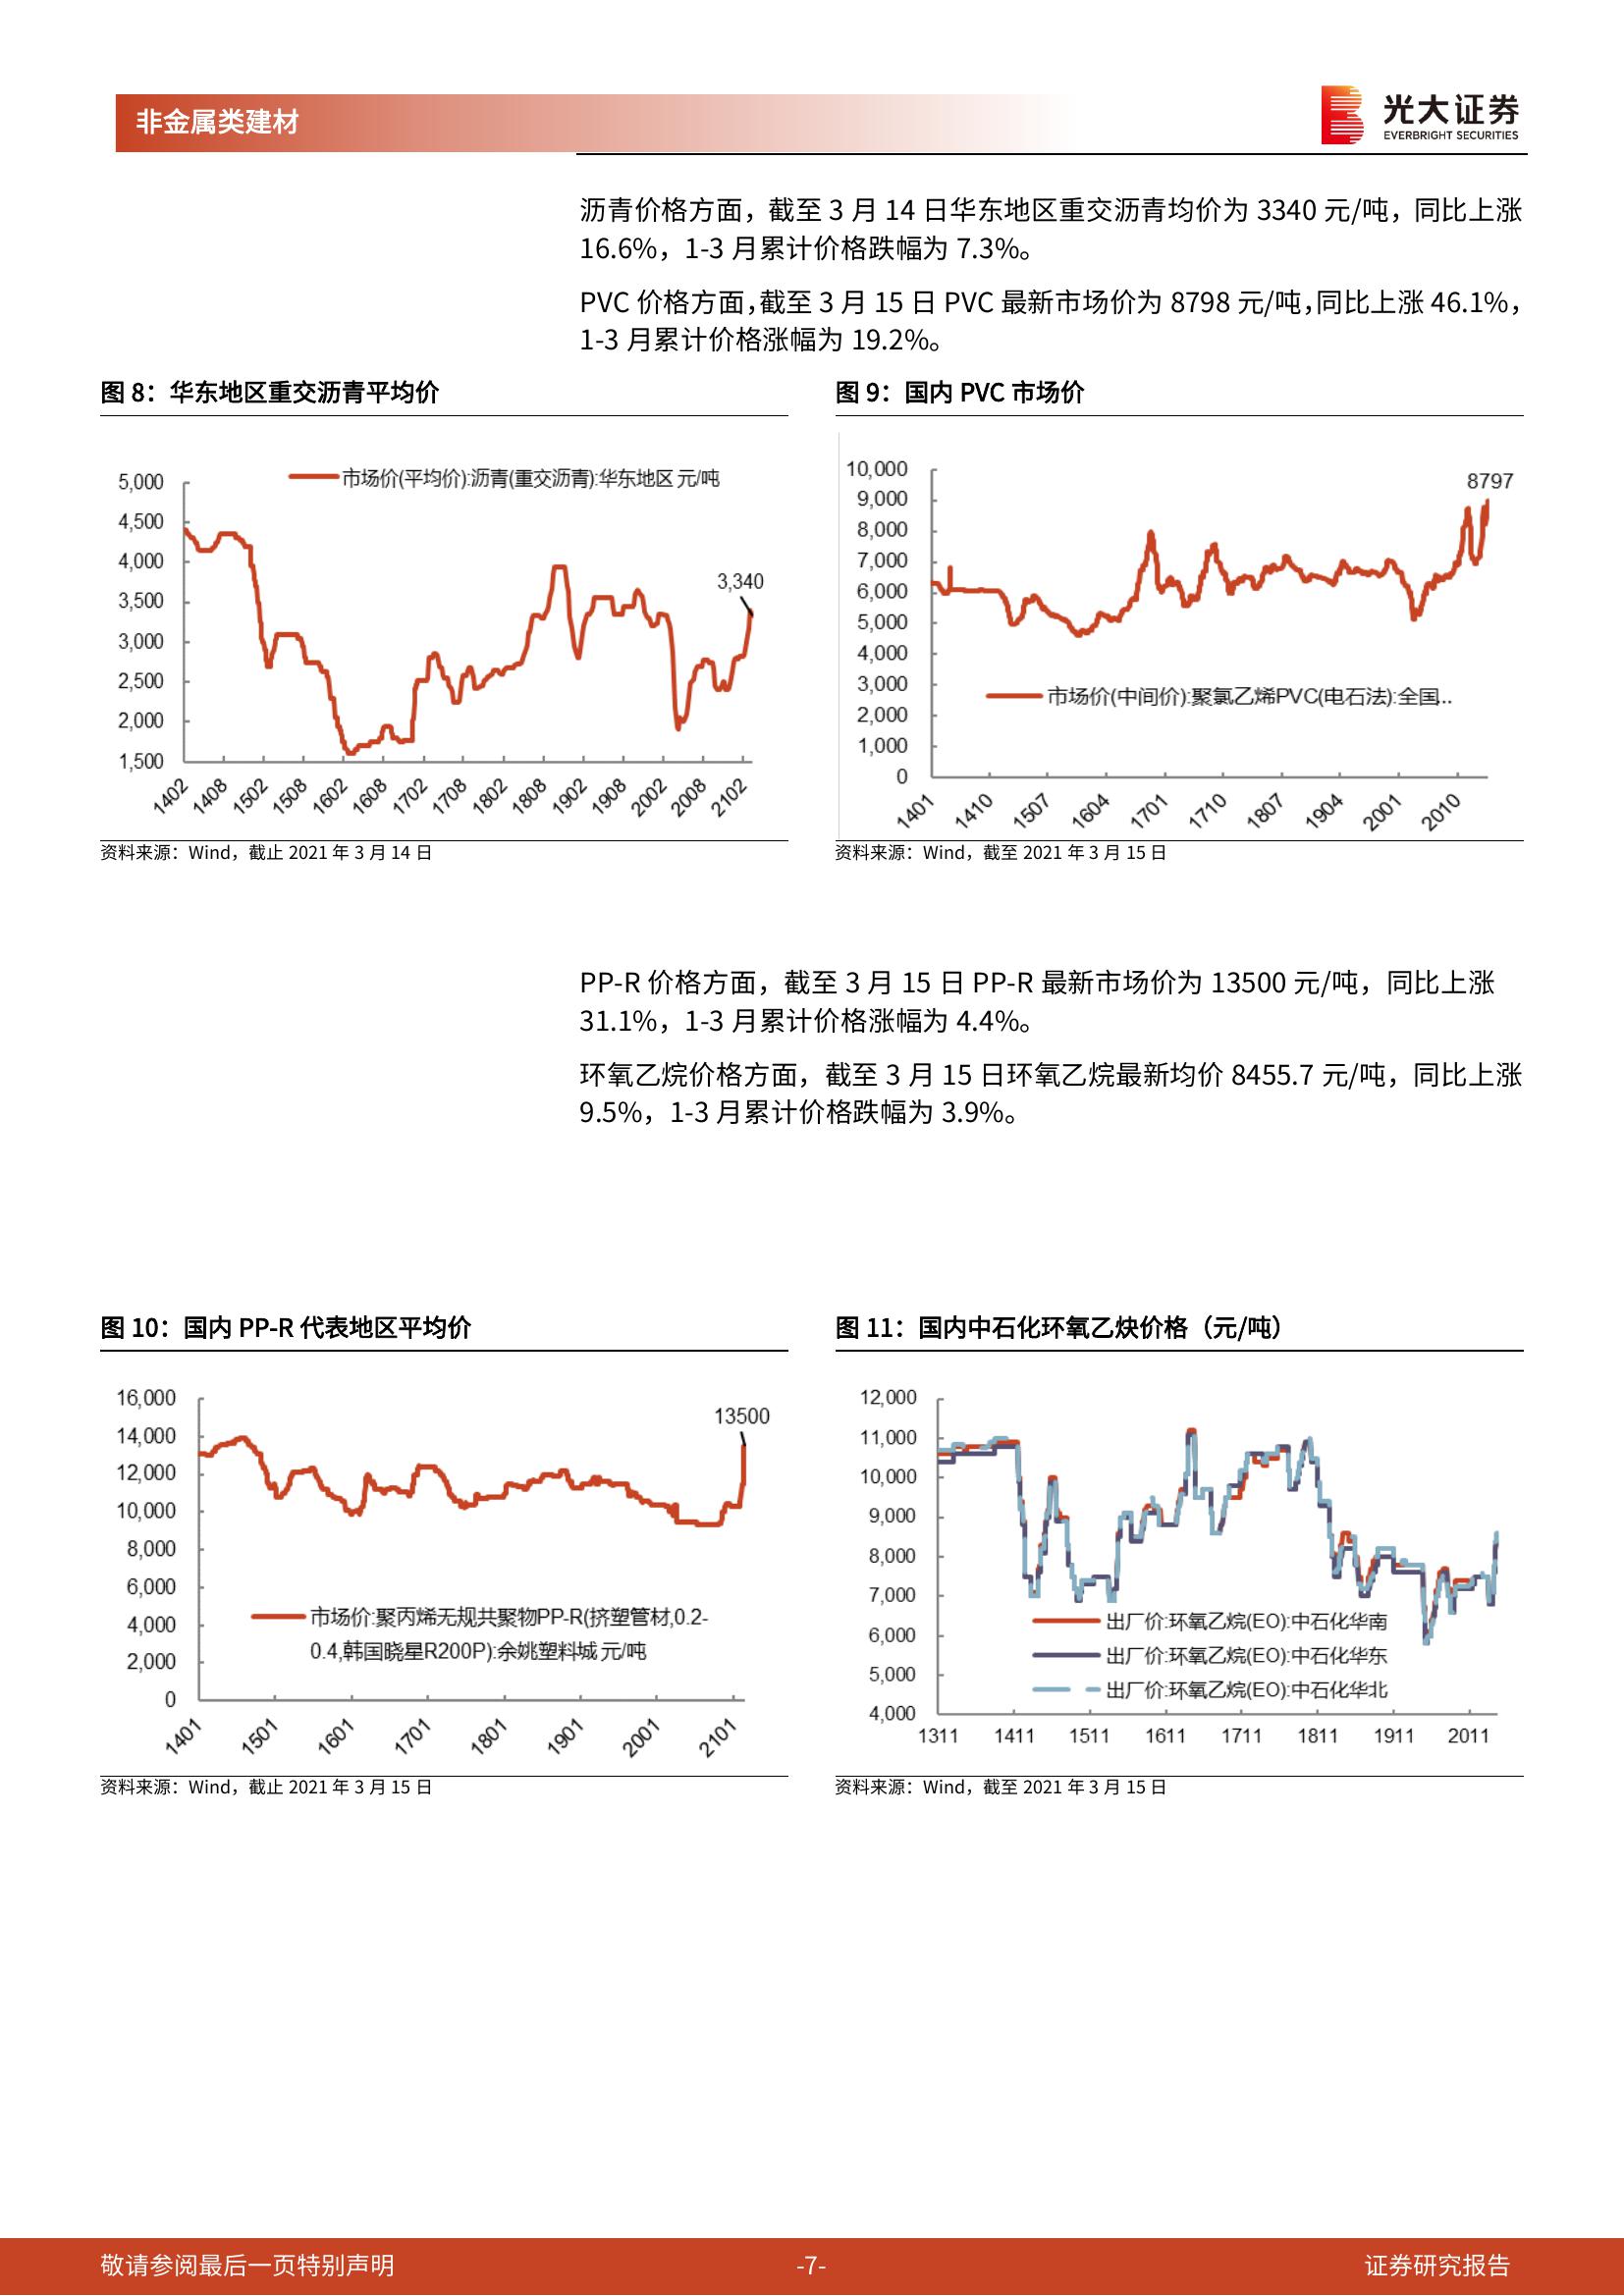 非金属类建材
光大证券
EVERBRIGHT SECURITIES
沥青价格方面，截至 3 月 14 日华东地区重交沥青均价为 3340 元/吨，同比上涨
16.6%，1-3 月累计价格跌幅为 7.3%。
PVC 价格方面，截至 3 月 15 日 PVC 最新市场价为 8798 元/吨，同比上涨 46.1%，
1-3 月累计价格涨幅为 19.2%。
图 8：华东地区重交沥青平均价
市场价(平均价):沥青(重交沥青):华东地区 元/吨
5,000
4,500
4,000
3,500
3,000
2,500
2,000
1,500
3,340
1402 1408 1502 1508 1602 1608 1702 1708 1802 1808 1902 1908 2002 2008 2102
资料来源：Wind，截止 2021 年 3 月 14 日
图 9：国内 PVC 市场价
10,000
9,000
8,000
7,000
6,000
5,000
4,000
3,000
2,000
1,000
0
8797
市场价(中间价):聚氯乙烯PVC(电石法):全国...
1401 1410 1507 1604 1701 1710 1807 1904 2001 2010
资料来源：Wind，截至 2021 年 3 月 15 日
PP-R 价格方面，截至 3 月 15 日 PP-R 最新市场价为 13500 元/吨，同比上涨
31.1%，1-3 月累计价格涨幅为 4.4%。
环氧乙烷价格方面，截至 3 月 15 日环氧乙烷最新均价 8455.7 元/吨，同比上涨
9.5%，1-3 月累计价格跌幅为 3.9%。
图 10：国内 PP-R 代表地区平均价
16,000
14,000
12,000
10,000
8,000
6,000
4,000
2,000
0
13500
市场价:聚丙烯无规共聚物PP-R(挤塑管材,0.2-
0.4,韩国晓星R200P):余姚塑料城 元/吨
1401 1501 1601 1701 1801 1901 2001 2101
资料来源：Wind，截止 2021 年 3 月 15 日
图 11：国内中石化环氧乙炔价格（元/吨）
12,000
11,000
10,000
9,000
8,000
7,000
6,000
5,000
4,000
出厂价:环氧乙烷(EO):中石化华南
出厂价:环氧乙烷(EO):中石化华东
出厂价:环氧乙烷(EO):中石化华北
1311 1411 1511 1611 1711 1811 1911 2011
资料来源：Wind，截至 2021 年 3 月 15 日
敬请参阅最后一页特别声明
-7-
证券研究报告